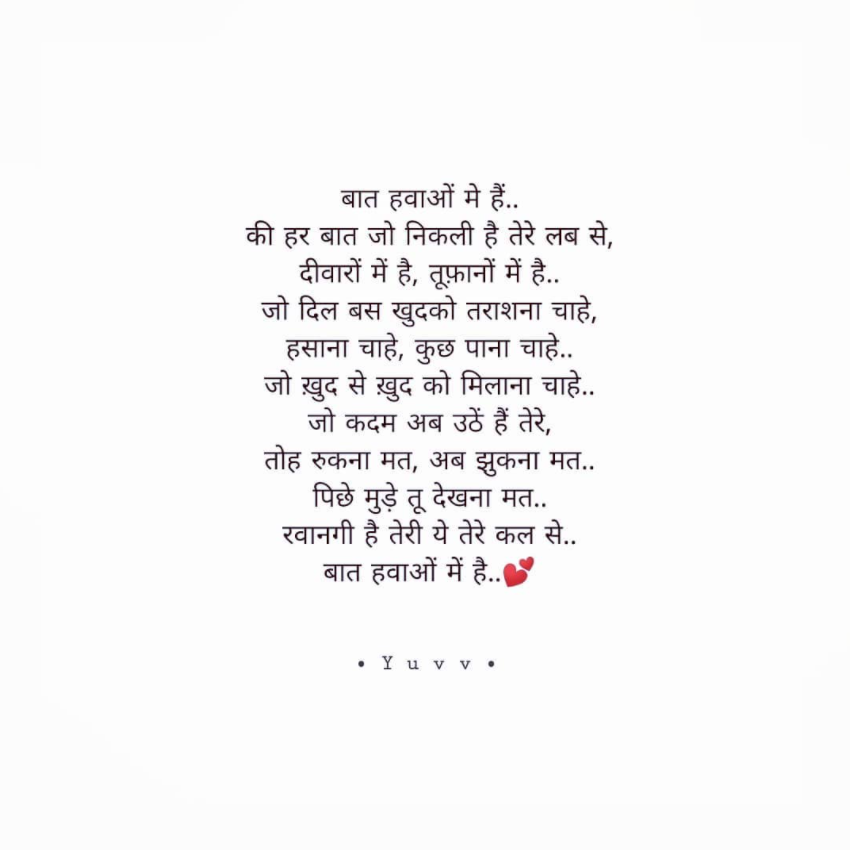 बात हवाओं मे हैं..
की हर बात जो निकली है तेरे लब से,
दीवारों में है, तूफ़ानों में है..
जो दिल बस खुदको तराशना चाहे,
हसाना चाहे, कुछ पाना चाहे..
जो ख़ुद से ख़ुद को मिलाना चाहे..
जो कदम अब उठें हैं तेरे,
तोह रुकना मत, अब झुकना मत..
पिछे मुड़े तू देखना मत..
रवानगी है तेरी ये तेरे कल से..
बात हवाओं में है..💕
• Y u v v •